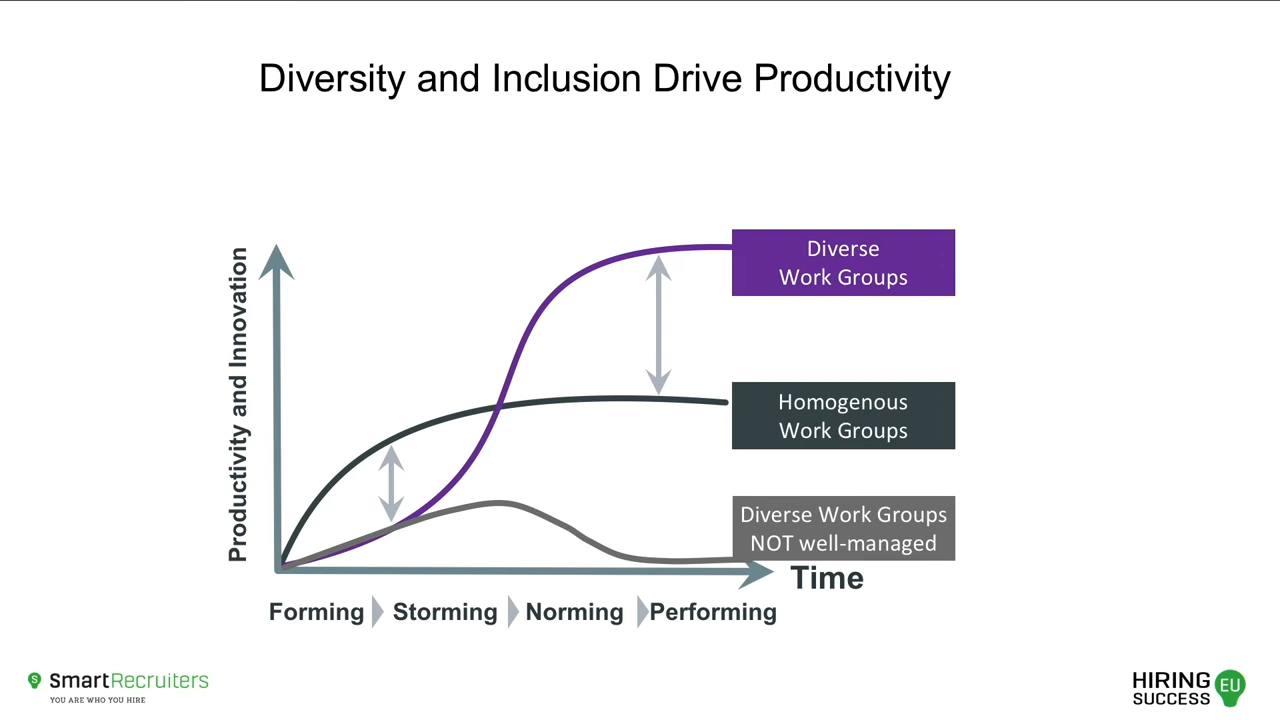 Diversity and Inclusion Drive Productivity
Productivity and Innovation
Diverse
Work Groups
Homogenous
Work Groups
Diverse Work Groups
NOT well-managed
Time
Forming Storming Norming Performing
S SmartRecruiters
YOU ARE WHO YOU HIRE
HIRING
SUCCESS
EU